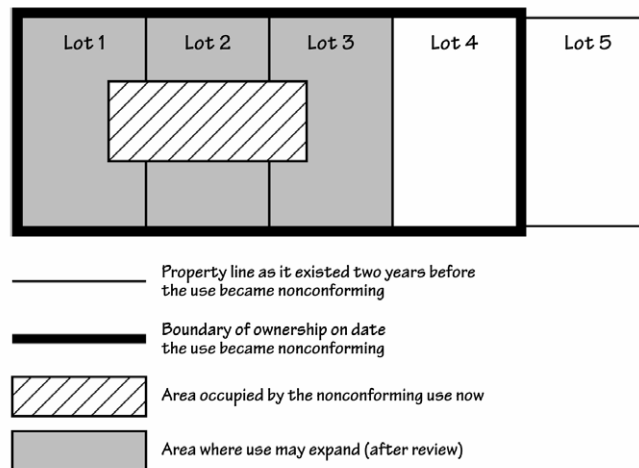 Lot 1
Lot 2
Lot 3
Lot 4
Lot 5
Property line as it existed two years before
the use became nonconforming
Boundary of ownership on date
the use became nonconforming
Area occupied by the nonconforming use now
Area where use may expand (after review)